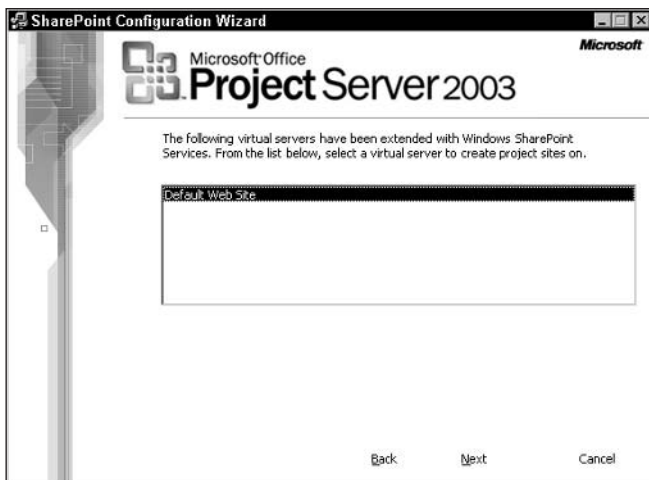 SharePoint Configuration Wizard
Microsoft
Microsoft Office
Project Server 2003
The following virtual servers have been extended with Windows SharePoint
Services. From the list below, select a virtual server to create project sites on.
Default Web Site
Back Next Cancel